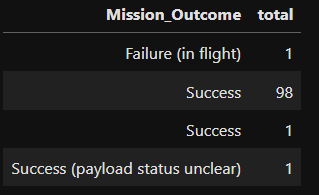 Mission_Outcome total
Failure (in flight) 1
Success 98
Success 1
Success (payload status unclear) 1